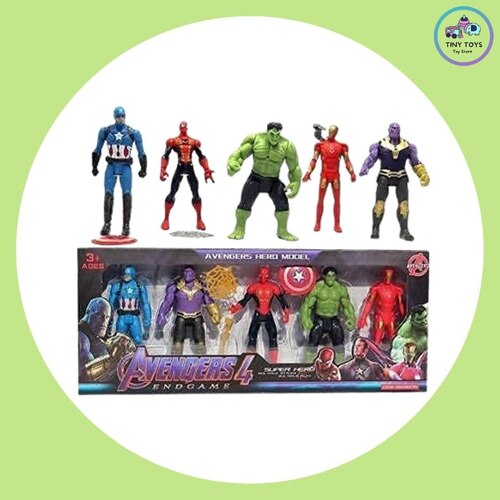 TINY TOYS
Toy Store
AVENGERS HERO MODEL
3+
AGES
AVENGERS 4
ENDGAME
SUPER HERO